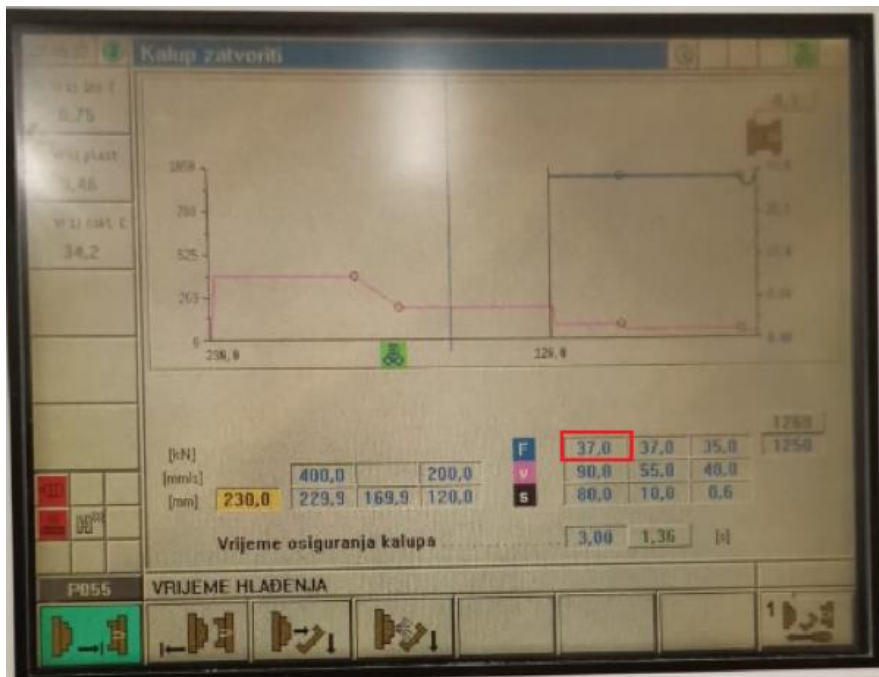 Kalup zatvoriti
0,75
34,2
525
263
230,0
120,0
1250
[kN] F 37,0 37,0 35,0 1250
[mm/s] 400,0 200,0 v 90,0 55,0 40,0
[mm] 230,0 229,9 169,9 120,0 s 80,0 10,0 0,6
Vrijeme osiguranja kalupa 3,00 1,36 [s]
P055 VRIJEME HLAĐENJA
1